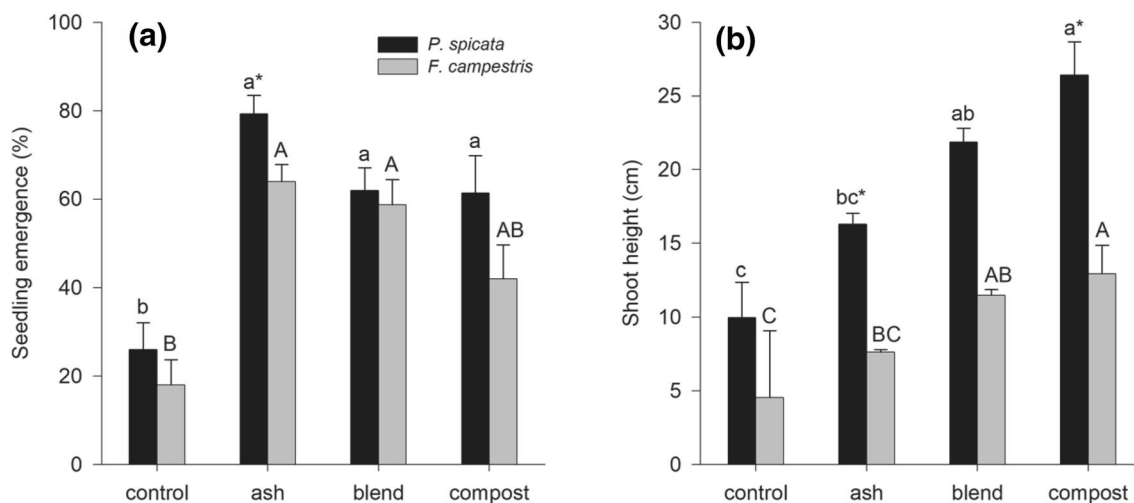 (a)
P. spicata
F. campestris
Seedling emergence (%)
100
80
60
40
20
0
b
B
a*
A
a
A
a
AB
control
ash
blend
compost
(b)
Shoot height (cm)
30
25
20
15
10
5
0
c
C
bc*
BC
ab
AB
a*
A
control
ash
blend
compost